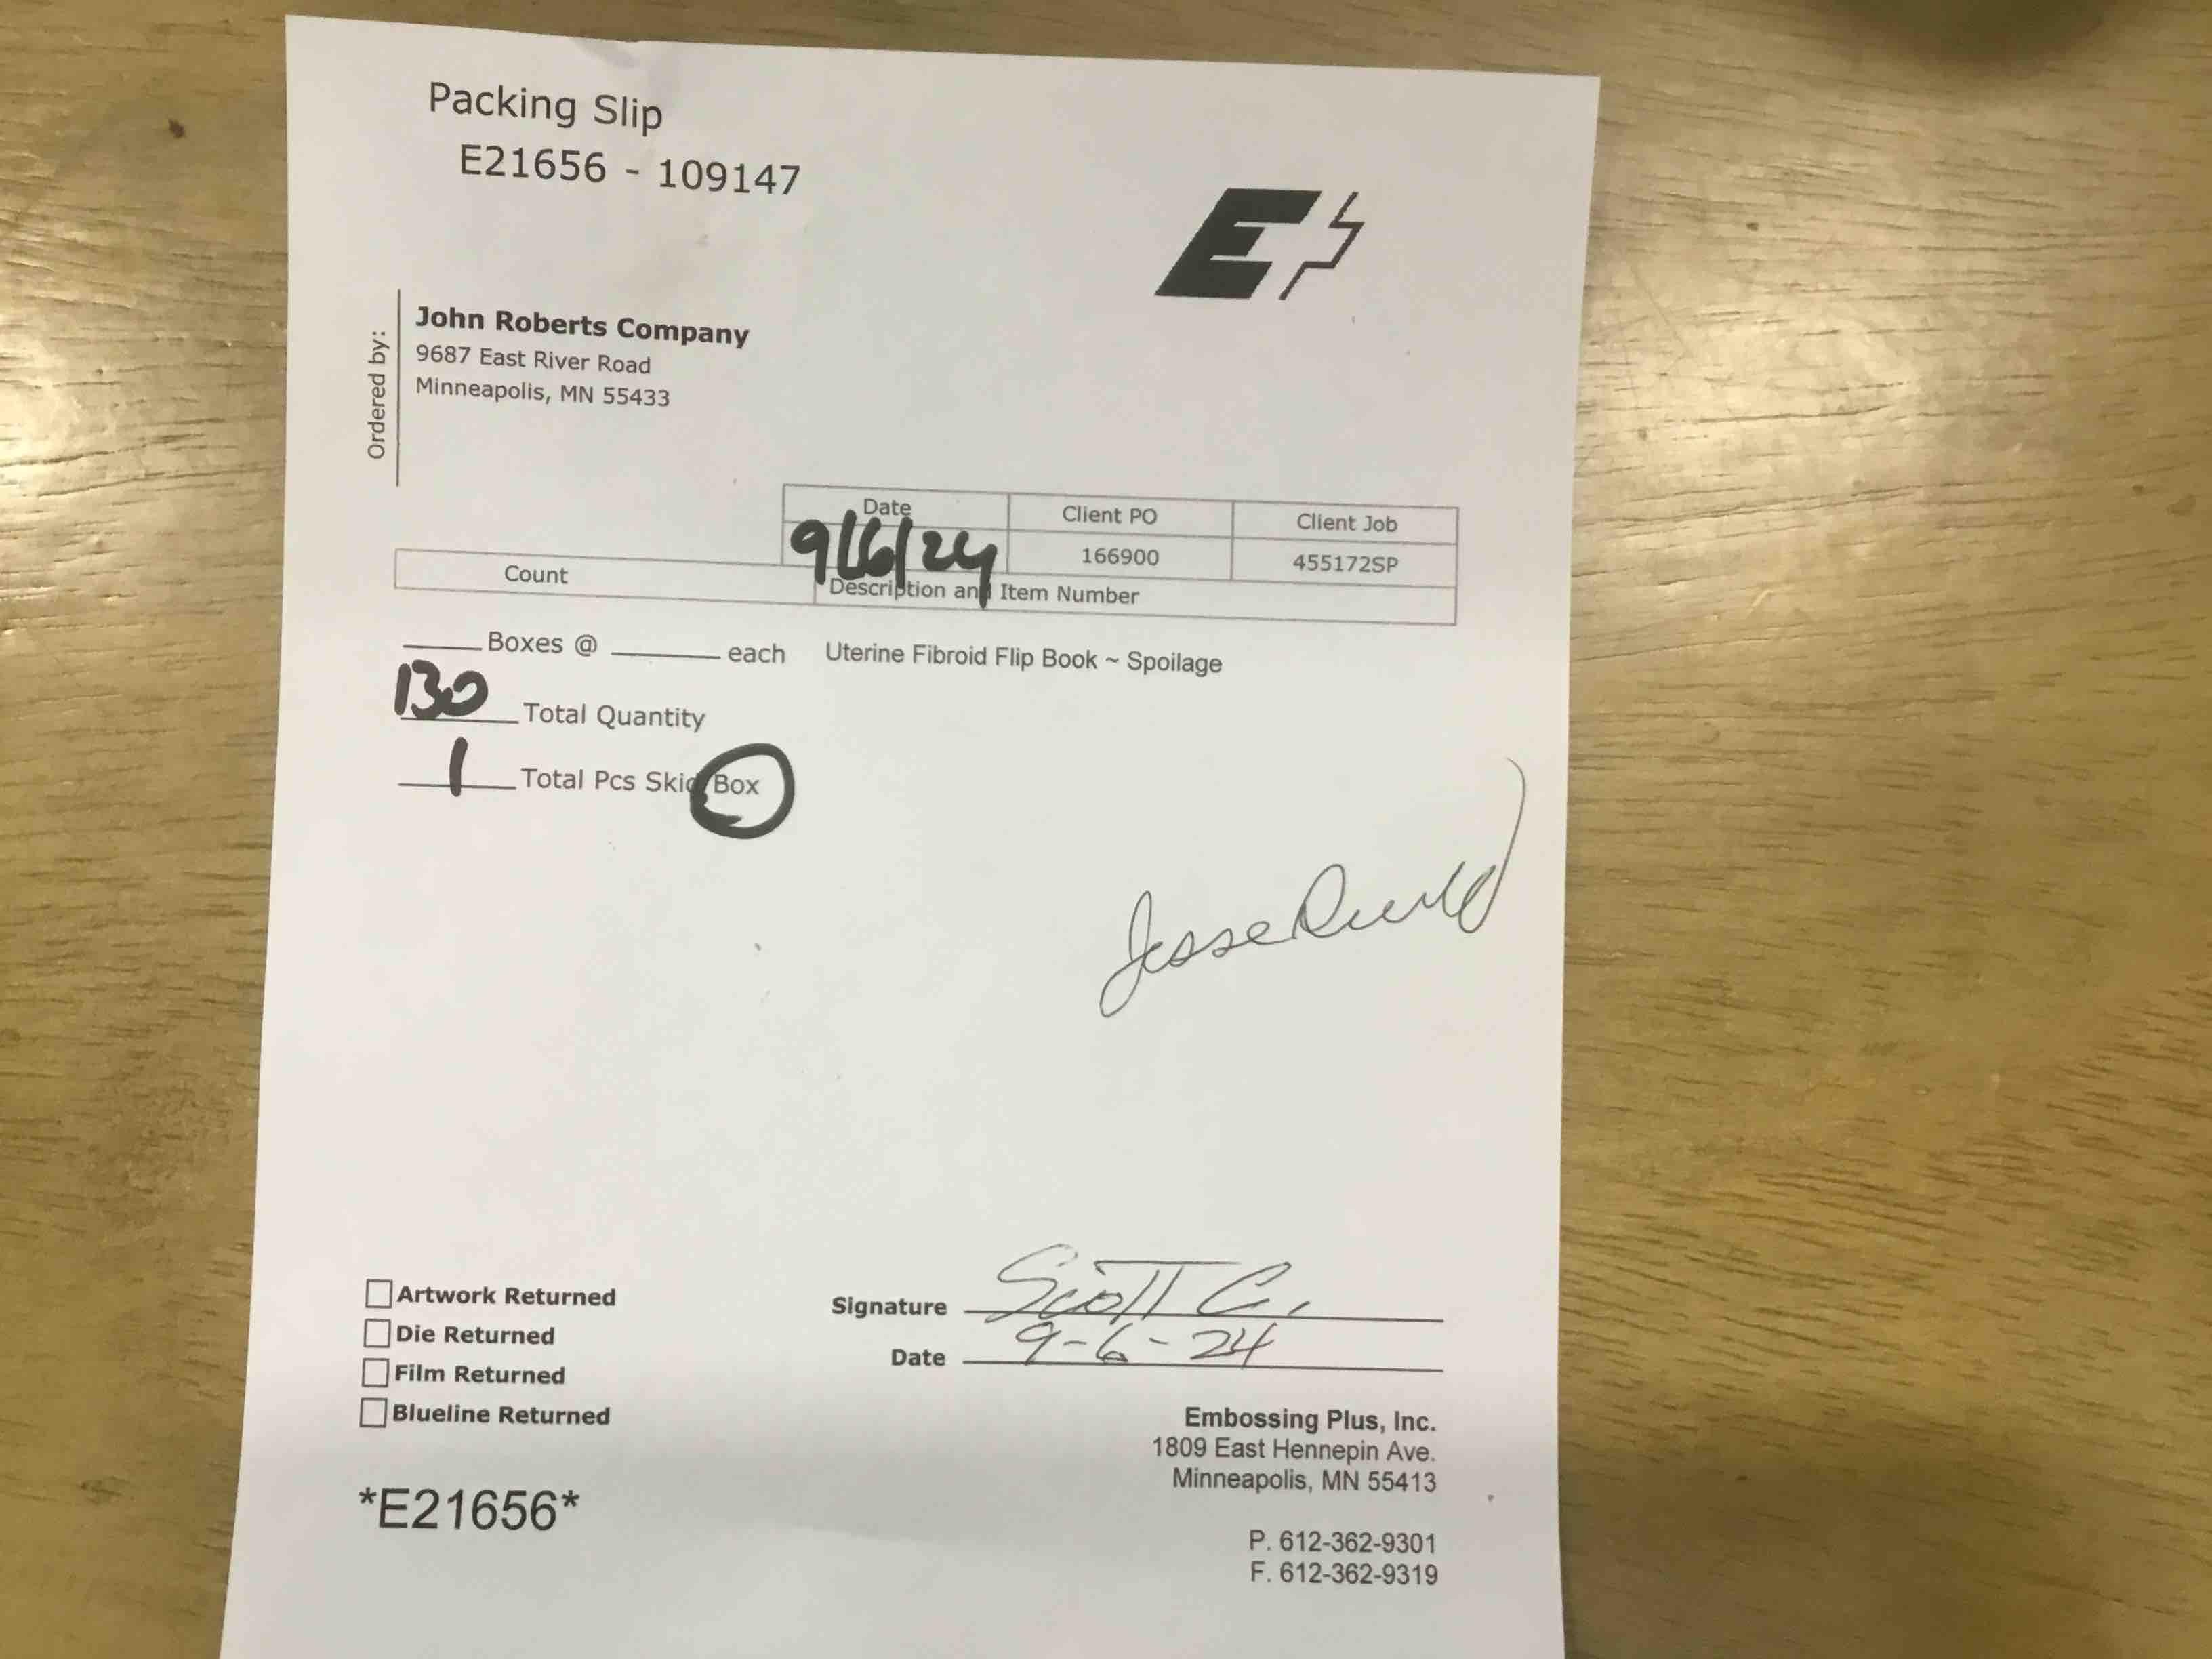 Packing Slip
E21656 - 109147
E
Ordered by:
John Roberts Company
9687 East River Road
Minneapolis, MN 55433
Date Client PO Client Job
9/6/24 166900 455172SP
Count Description and Item Number
Boxes @ each Uterine Fibroid Flip Book ~ Spoilage
130 Total Quantity
1 Total Pcs Skid Box
Jesse
Artwork Returned
Die Returned
Film Returned
Blueline Returned
Signature Scott C.
Date 9-6-24
Embossing Plus, Inc.
1809 East Hennepin Ave.
Minneapolis, MN 55413
*E21656*
P. 612-362-9301
F. 612-362-9319